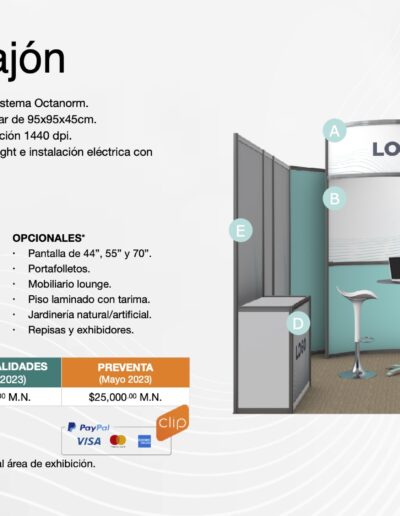 ajón
stema Octanorm.
ar de 95x95x45cm.
ción 1440 dpi.
ght e instalación eléctrica con
OPCIONALES*
· Pantalla de 44”, 55” y 70”.
· Portafolletos.
· Mobiliario lounge.
· Piso laminado con tarima.
· Jardinería natural/artificial.
· Repisas y exhibidores.
ALIDADES
2023)
PREVENTA
(Mayo 2023)
.00 M.N.
$25,000.00 M.N.
PayPal
VISA
clip
al área de exhibición.
A
LO
B
E
D
LOGO